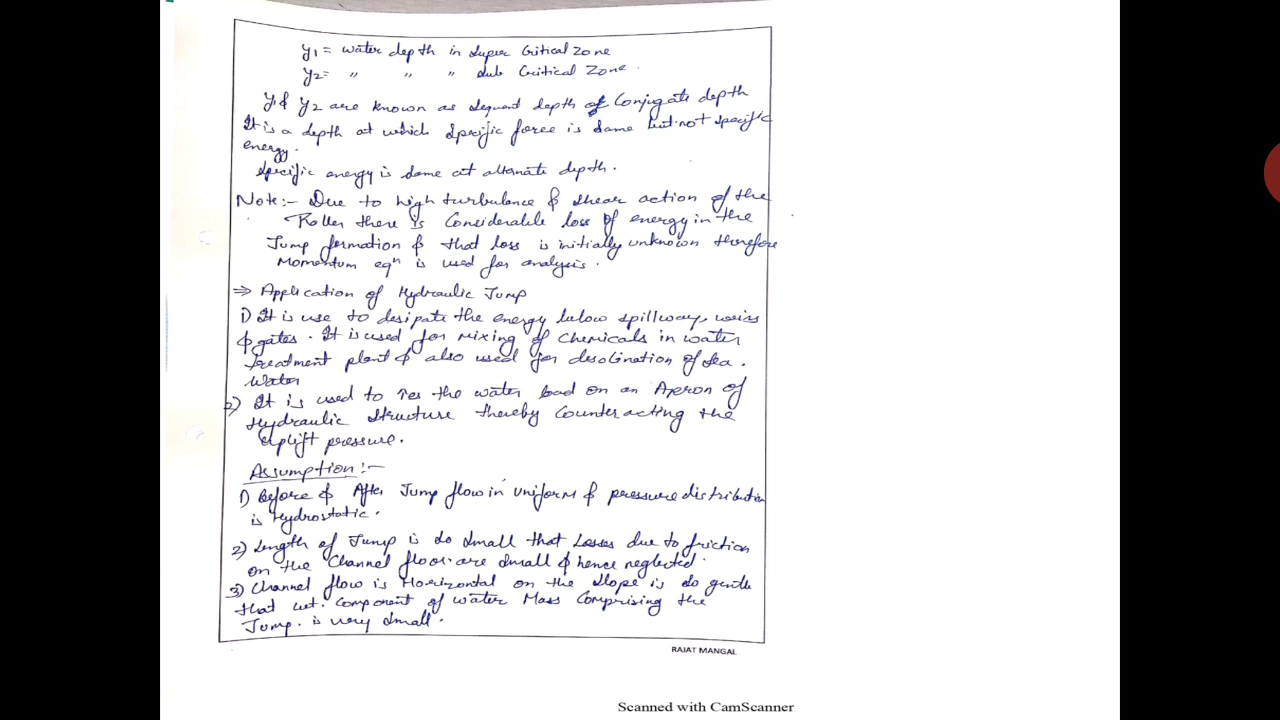 y1 = water depth in super Critical Zone
y2 = " " " sub Critical Zone.
y1 & y2 are known as sequent depth of Conjugate depth
It is a depth at which Specific force is same but not specific
energy.
Specific energy is same at alternate depth.
Note:- Due to high turbulance & shear action of the
Roller there is Considerable loss of energy in the
Jump formation & that loss is initially unknown therefore
Momentum eqn is used for analysis.
⇒ Application of Hydraulic Jump
1) It is use to desipate the energy below spillway, weirs
& gates. It is used for mixing of Chemicals in water
treatment plant & also used for desalination of sea.
Water
2) It is used to the water load on an Apron of
Hydraulic Structure thereby Counteracting the
uplift pressure.
Assumption :-
1) Before & After Jump flow in uniform & pressure distribution
is Hydrostatic.
2) Length of Jump is so small that Losses due to friction
on the Channel floor are small & hence neglected.
3) Channel flow is Horizontal on the slope is so gentle
that wt. Component of water Mass Comprising the
Jump. is very small.
RAJAT MANGAL
Scanned with CamScanner